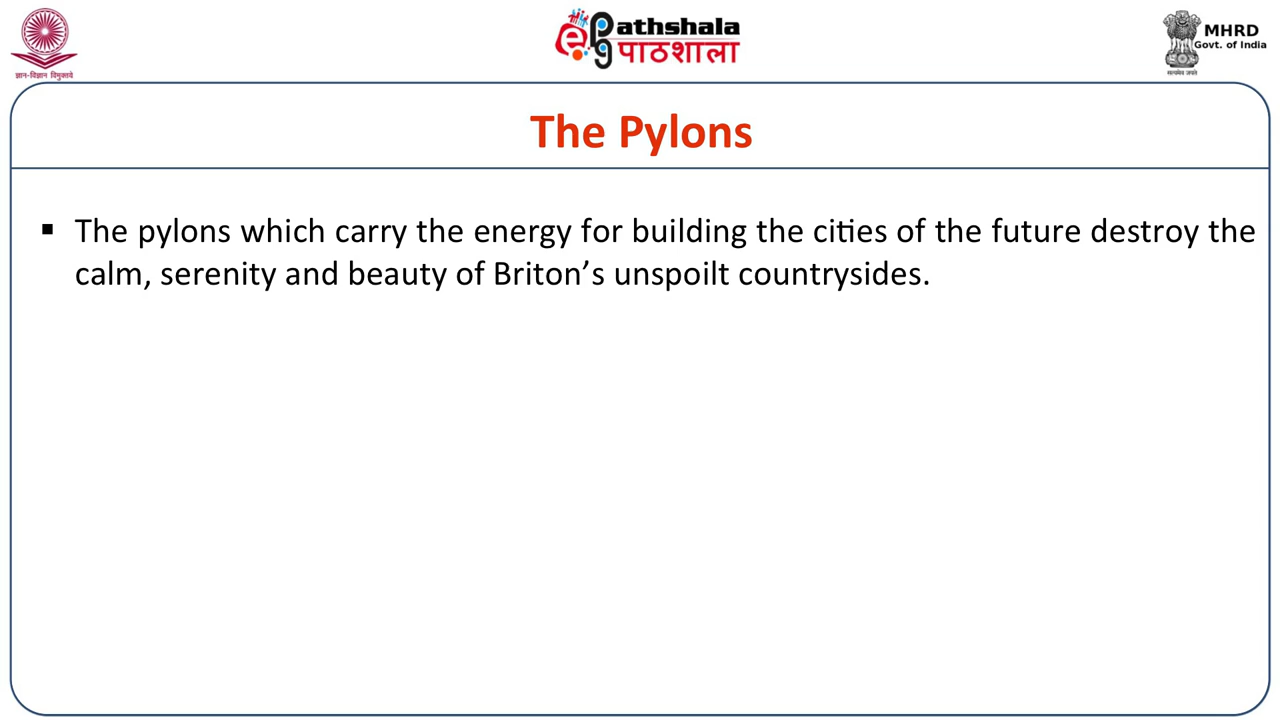 ज्ञान-विज्ञान विमुक्तये
ePathshala
पाठशाला
MHRD
Govt. of India
सत्यमेव जयते
The Pylons
▪ The pylons which carry the energy for building the cities of the future destroy the
calm, serenity and beauty of Briton’s unspoilt countrysides.